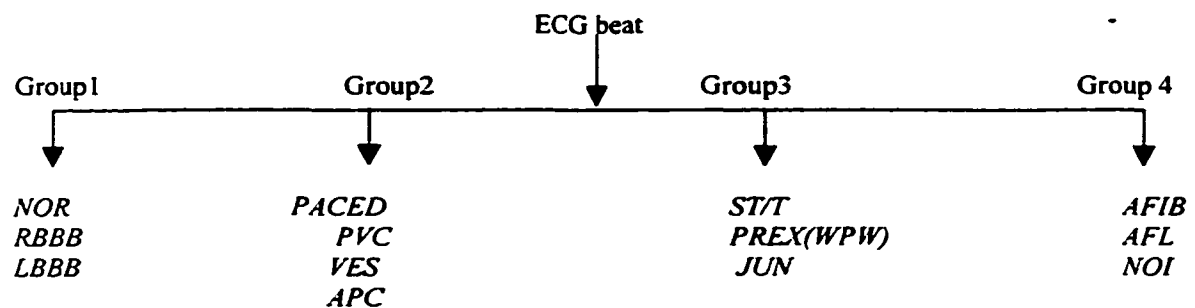 ECG beat
Group1 Group2 Group3 Group 4
NOR PACED ST/T AFIB
RBBB PVC PREX(WPW) AFL
LBBB VES JUN NOI
APC